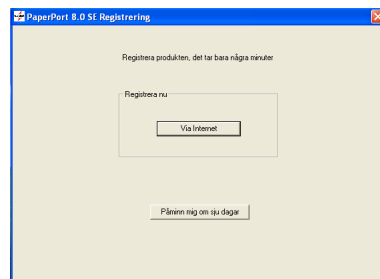 PaperPort 8.0 SE Registrering
Registrera produkten, det tar bara några minuter
Registrera nu
Via Internet
Påminn mig om sju dagar